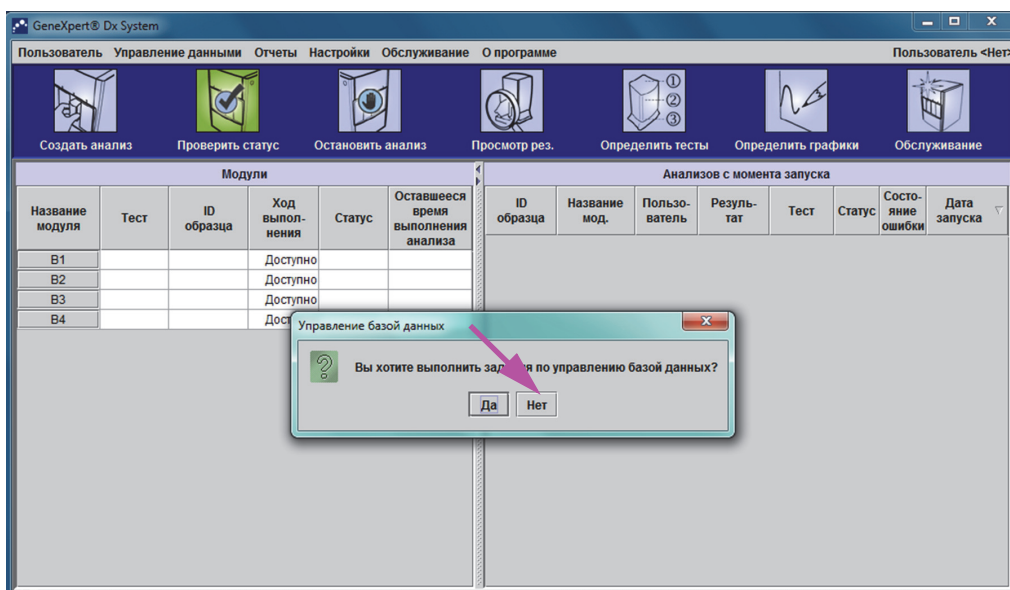 GeneXpert® Dx System
Пользователь Управление данными Отчеты Настройки Обслуживание О программе Пользователь <Нет>
① ② ③
Создать анализ Проверить статус Остановить анализ Просмотр рез. Определить тесты Определить графики Обслуживание
Модули
Анализов с момента запуска
Название модуля
Тест
ID образца
Ход выпол-
нения
Статус
Оставшееся время выполнения анализа
ID образца
Название мод.
Пользо-
ватель
Резуль-
тат
Тест
Статус
Состо-
яние ошибки
Дата запуска
B1 Доступно
B2 Доступно
B3 Доступно
B4
Управление базой данных
Вы хотите выполнить по управлению базой данных?
Да Нет